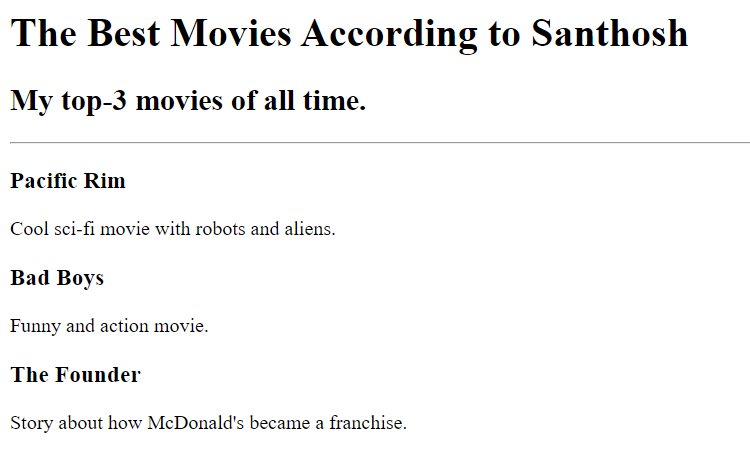 The Best Movies According to Santhosh
My top-3 movies of all time.
Pacific Rim
Cool sci-fi movie with robots and aliens.
Bad Boys
Funny and action movie.
The Founder
Story about how McDonald's became a franchise.